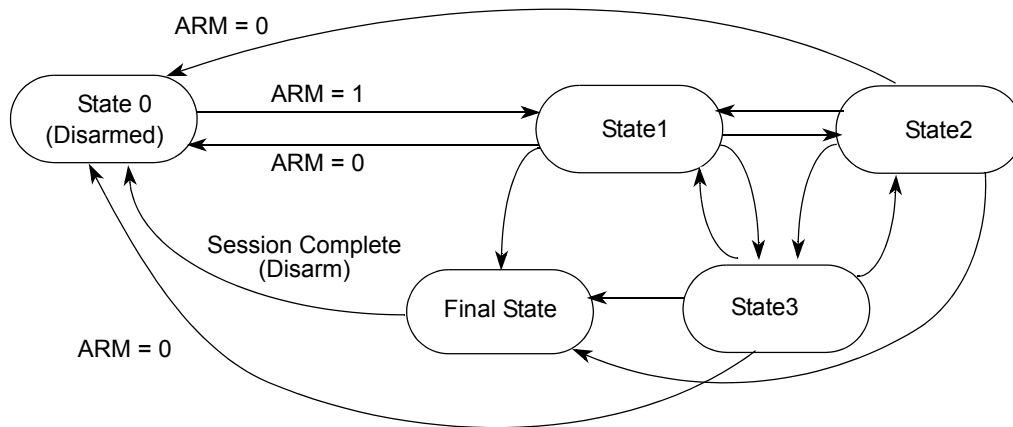 ARM = 0
State 0
(Disarmed)
ARM = 1
State1
State2
ARM = 0
Session Complete
(Disarm)
Final State
State3
ARM = 0